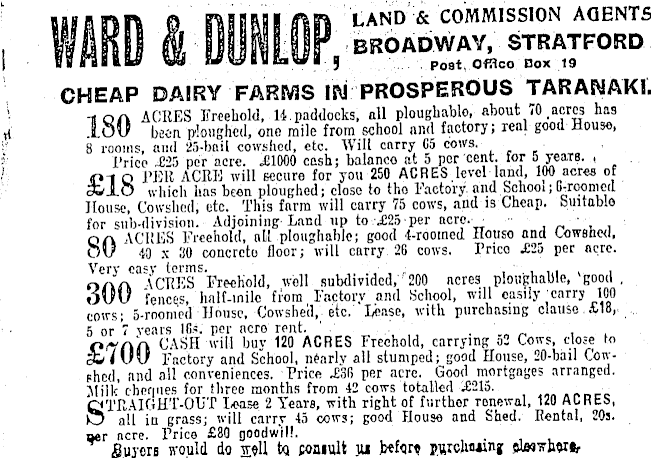 WARD & DUNLOP,
LAND & COMMISSION AGENTS
BROADWAY, STRATFORD
Post Office Box 19
CHEAP DAIRY FARMS IN PROSPEROUS TARANAKI.
180 ACRES Freehold, 14 paddocks, all ploughable, about 70 acres has
been ploughed, one mile from school and factory; real good House,
8 rooms, and 25-bail cowshed, etc. Will carry 65 cows.
Price £25 per acre. £1000 cash; balance at 5 per cent. for 5 years.
£18 PER ACRE will secure for you 250 ACRES level land, 100 acres of
which has been ploughed; close to the Factory and School; 6-roomed
House, Cowshed, etc. This farm will carry 75 cows, and is Cheap. Suitable
for sub-division. Adjoining Land up to £25 per acre.
80 ACRES Freehold, all ploughable; good 4-roomed House and Cowshed,
40 x 30 concrete floor; will carry 26 cows. Price £25 per acre.
Very easy terms.
300 ACRES Freehold, well subdivided, 200 acres ploughable, good
fences, half-mile from Factory and School, will easily carry 100
cows; 5-roomed House, Cowshed, etc. Lease, with purchasing clause £18,
5 or 7 years 16s. per acre rent.
£700 CASH will buy 120 ACRES Freehold, carrying 52 Cows, close to
Factory and School, nearly all stumped; good House, 20-bail Cow-
shed, and all conveniences. Price £36 per acre. Good mortgages arranged.
Milk cheques for three months from 42 cows totalled £215.
STRAIGHT-OUT Lease 2 Years, with right of further renewal, 120 ACRES,
all in grass; will carry 45 cows; good House and Shed. Rental, 20s.
per acre. Price £80 goodwill.
Buyers would do well to consult us before purchasing elsewhere.